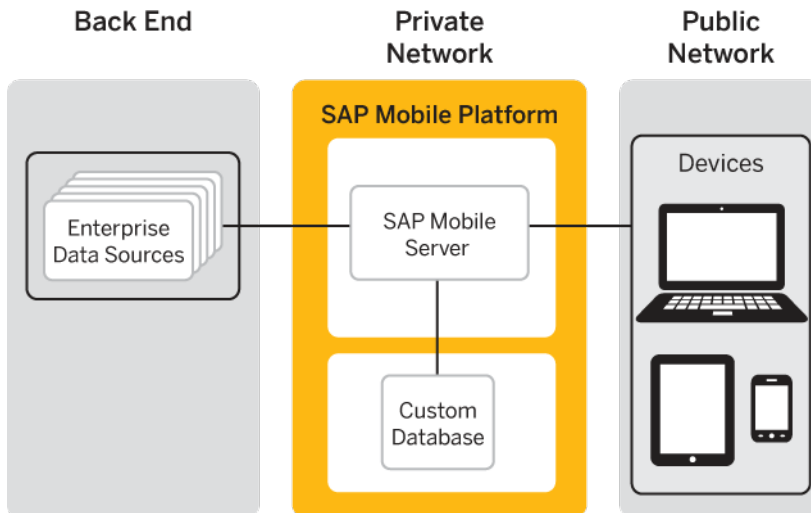 Back End
Private
Network
Public
Network
SAP Mobile Platform
Enterprise
Data Sources
SAP Mobile
Server
Devices
Custom
Database